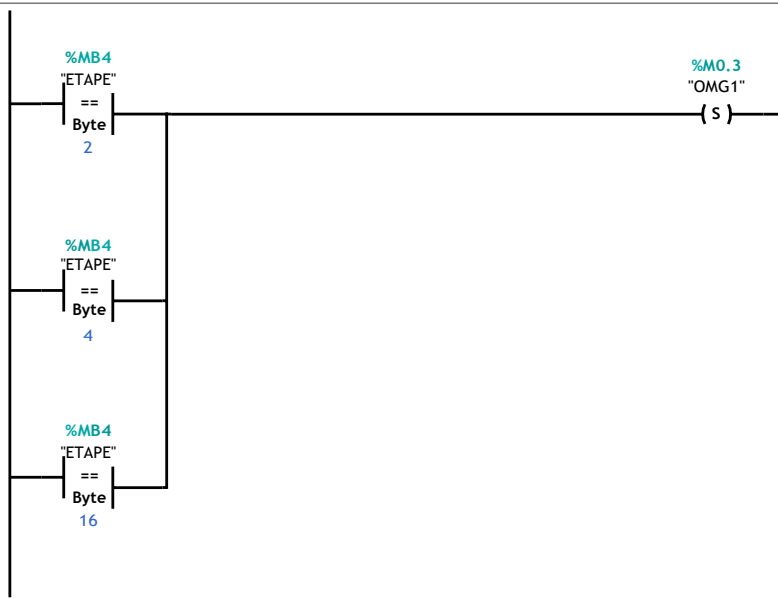 %MB4
"ETAPE"
==
Byte
2
%M0.3
"OMG1"
S
%MB4
"ETAPE"
==
Byte
4
%MB4
"ETAPE"
==
Byte
16